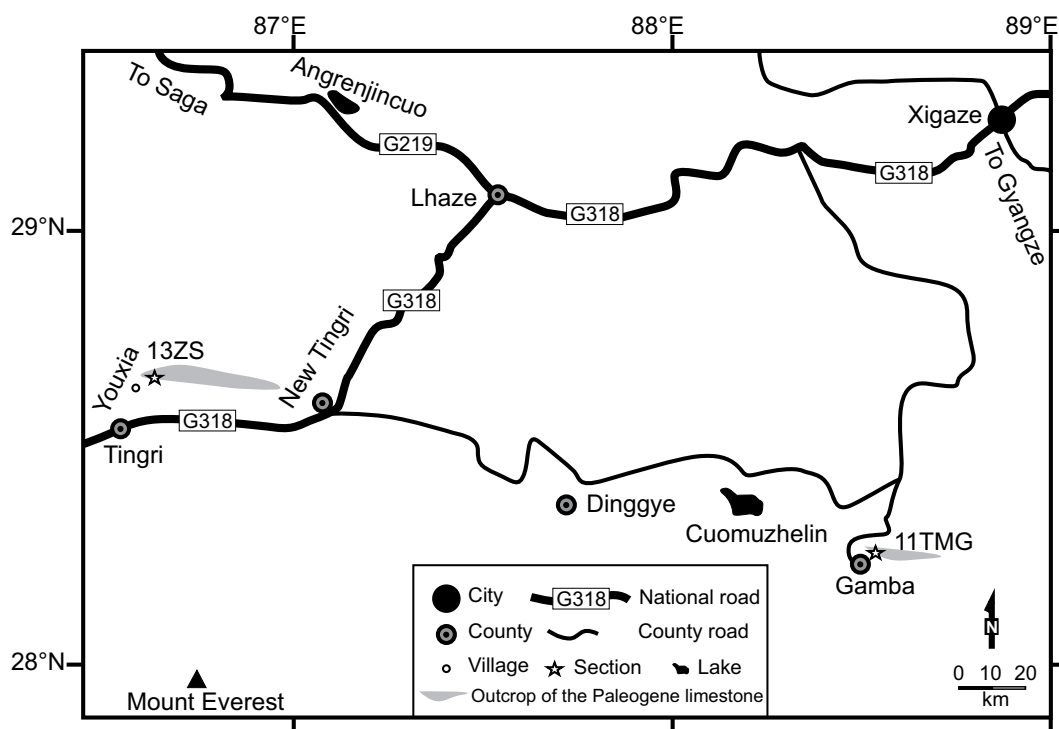 87°E
88°E
89°E
To Saga
Angrenjincuo
Xigaze
G219
G318
To Gyangze
Lhaze
G318
29°N
G318
New Tingri
13ZS
Youxia
G318
Tingri
Dinggye
Cuomuzhelin
11TMG
Gamba
City
G318
National road
County
County road
Village
Section
Lake
Outcrop of the Paleogene limestone
N
0 10 20
km
28°N
Mount Everest